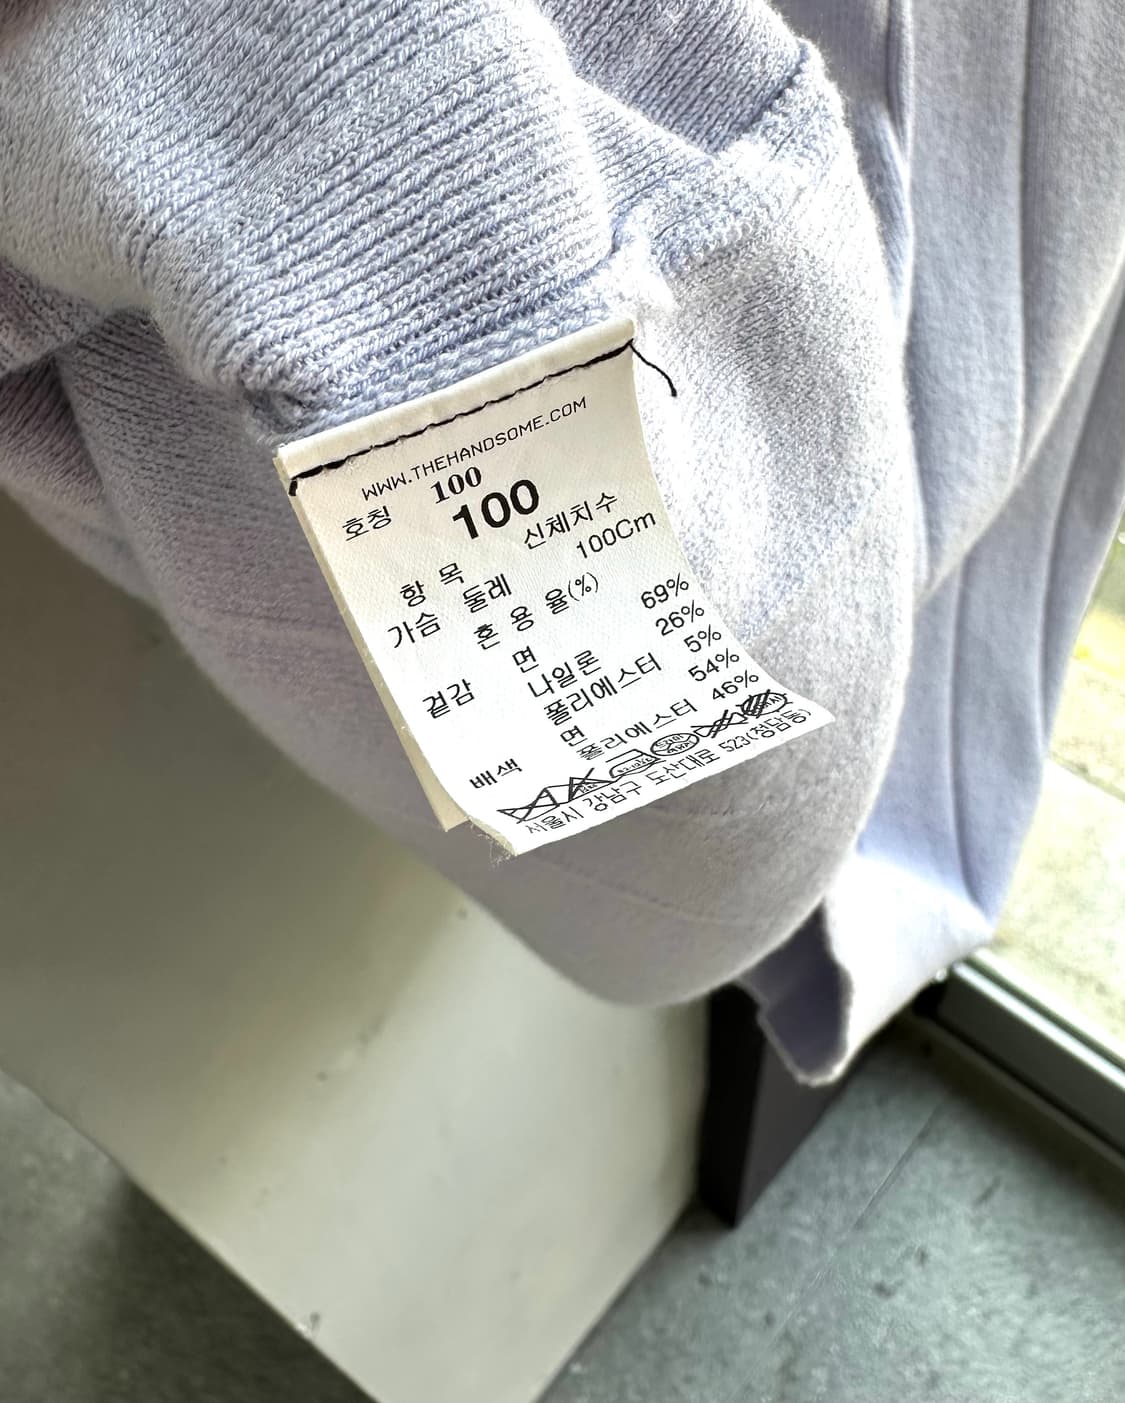 WWW.THEHANDSOME.COM
100
호칭 100
항 목 신체치수
가슴 둘레 100Cm
혼 용 율(%)
면 69%
겉감 나일론 26%
폴리에스터 5%
면 54%
배색 폴리에스터 46%
서울시 강남구 도산대로 523(청담동)